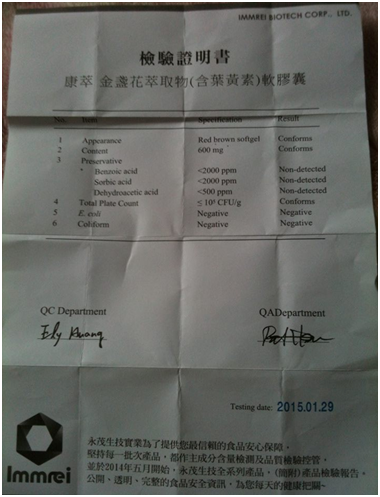 IMMREI BIOTECH CORP., LTD.
檢驗證明書
康萃 金盞花萃取物(含葉黃素)軟膠囊
No. Item Specification Result
1 Appearance Red brown softgel Conforms
2 Content 600 mg Conforms
3 Preservative
Benzoic acid <2000 ppm Non-detected
Sorbic acid <2000 ppm Non-detected
Dehydroacetic acid <500 ppm Non-detected
4 Total Plate Count ≤ 10³ CFU/g Conforms
5 E. coli Negative Negative
6 Coliform Negative Negative
QC Department QADepartment
Testing date: 2015.01.29
Immrei
永茂生技實業為了提供您最信賴的食品安心保障，
堅持每一批次產品，都作主成分含量檢測及品質檢驗控管，
並於2014年五月開始，永茂生技全系列產品，(開附)產品檢驗報告，
公開、透明、完整的食品安全資訊，為您每天的健康把關~